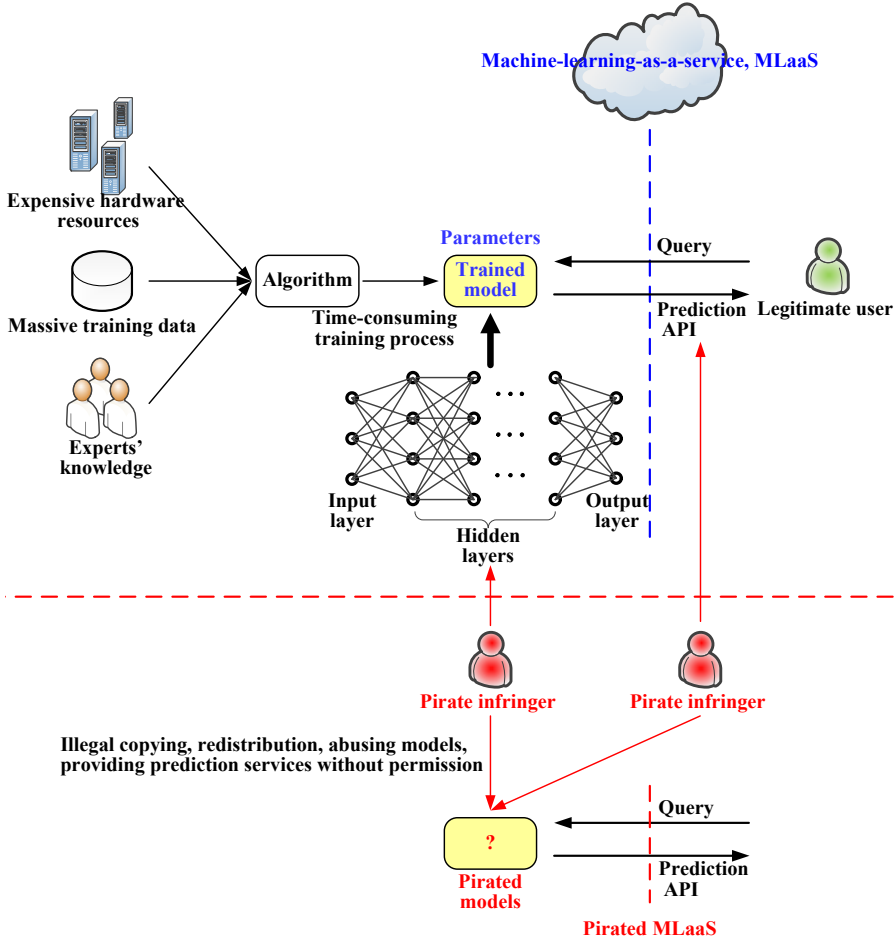 Machine-learning-as-a-service, MLaaS
Expensive hardware
resources
Parameters
Query
Algorithm
Trained
model
Massive training data
Time-consuming
training process
Prediction
API
Legitimate user
Experts'
knowledge
Input
layer
Output
layer
Hidden
layers
Pirate infringer
Pirate infringer
Illegal copying, redistribution, abusing models,
providing prediction services without permission
Query
?
Prediction
API
Pirated
models
Pirated MLaaS